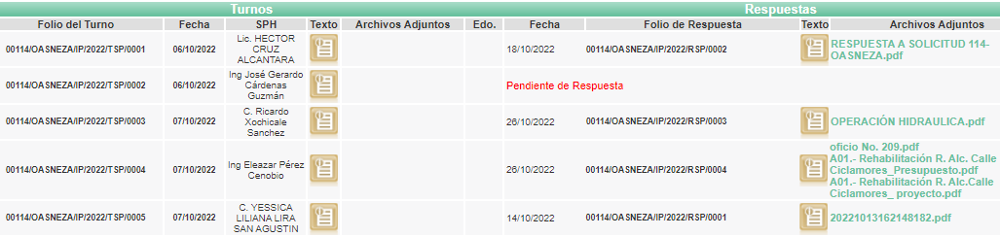 Turnos Respuestas
Folio del Turno Fecha SPH Texto Archivos Adjuntos Edo. Fecha Folio de Respuesta Texto Archivos Adjuntos
00114/OASNEZA/IP/2022/TSP/0001 06/10/2022 Lic. HECTOR CRUZ ALCANTARA 18/10/2022 00114/OASNEZA/IP/2022/RSP/0002 RESPUESTA A SOLICITUD 114-OASNEZA.pdf
00114/OASNEZA/IP/2022/TSP/0002 06/10/2022 Ing José Gerardo Cárdenas Guzmán Pendiente de Respuesta
00114/OASNEZA/IP/2022/TSP/0003 07/10/2022 C. Ricardo Xochicale Sanchez 26/10/2022 00114/OASNEZA/IP/2022/RSP/0003 OPERACIÓN HIDRAULICA.pdf
00114/OASNEZA/IP/2022/TSP/0004 07/10/2022 Ing Eleazar Pérez Cenobio 26/10/2022 00114/OASNEZA/IP/2022/RSP/0004 oficio No. 209.pdf
A01.- Rehabilitación R. Alc. Calle Ciclamores_Presupuesto.pdf
A01.- Rehabilitación R. Alc.Calle Ciclamores_ proyecto.pdf
00114/OASNEZA/IP/2022/TSP/0005 07/10/2022 C. YESSICA LILIANA LIRA SAN AGUSTIN 14/10/2022 00114/OASNEZA/IP/2022/RSP/0001 20221013162148182.pdf